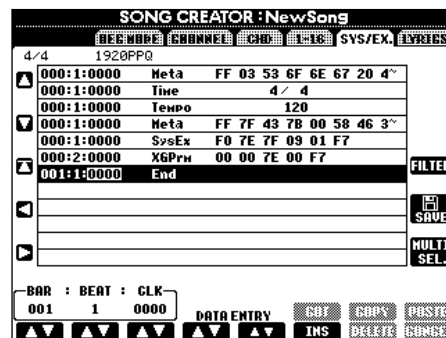 SONG CREATOR : NewSong
REC MODE CHANNEL CHD 1-16 SYS/EX. LYRICS
4/4 1920PPQ
000:1:0000 Meta FF 03 53 6F 6E 67 20 4~
000:1:0000 Time 4/ 4
000:1:0000 Tempo 120
000:1:0000 Meta FF 7F 43 7B 00 58 46 3~
000:1:0000 SysEx F0 7E 7F 09 01 F7
000:2:0000 XGPrm 00 00 7E 00 F7
001:1:0000 End
FILTER
SAVE
MULTI SEL.
BAR : BEAT : CLK
001 1 0000
DATA ENTRY
CUT COPY PASTE
INS DELETE CANCEL